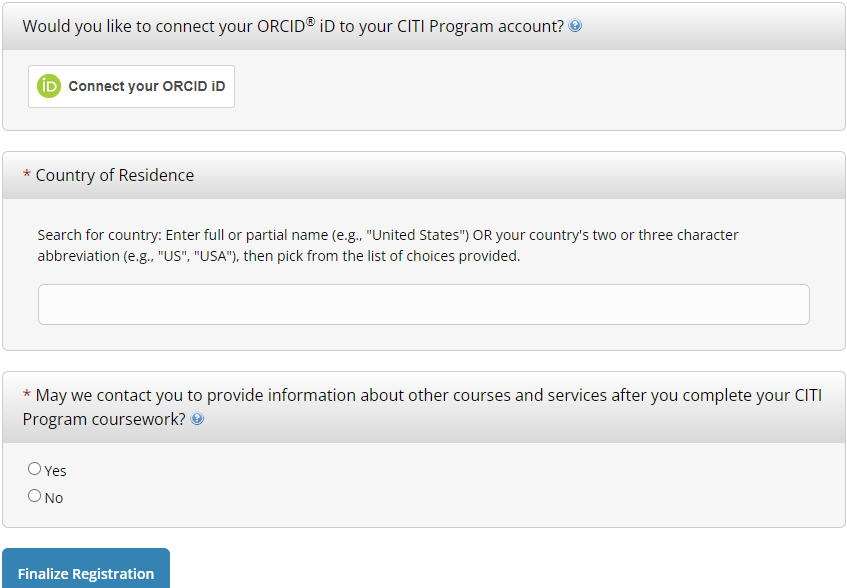 Would you like to connect your ORCID® iD to your CITI Program account?
iD Connect your ORCID iD
* Country of Residence
Search for country: Enter full or partial name (e.g., "United States") OR your country's two or three character
abbreviation (e.g., "US", "USA"), then pick from the list of choices provided.
* May we contact you to provide information about other courses and services after you complete your CITI
Program coursework?
Yes
No
Finalize Registration